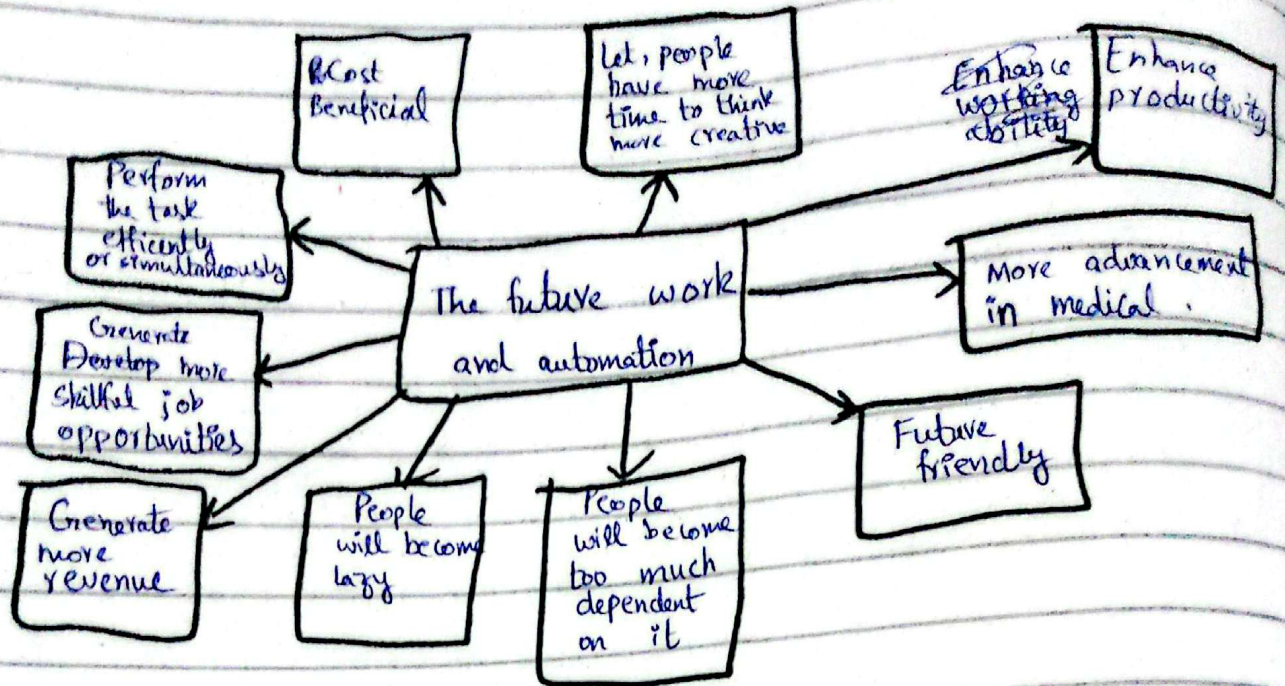 Cost
Beneficial
Let, people
have more
time to think
more creative
Enhance
working
ability
Enhance
productivity
Perform
the task
efficently
or simultaneously
The future work
and automation
More advancement
in medical.
Generate
Develop more
skillful job
opportunities
Future
friendly
Generate
more
revenue
People
will become
lazy
People
will become
too much
dependent
on it